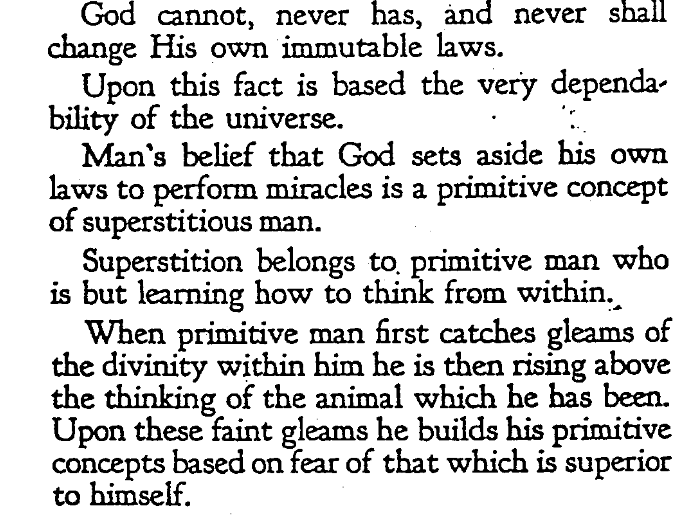 God cannot, never has, and never shall
change His own immutable laws.
Upon this fact is based the very dependa-
bility of the universe.
Man's belief that God sets aside his own
laws to perform miracles is a primitive concept
of superstitious man.
Superstition belongs to primitive man who
is but learning how to think from within.
When primitive man first catches gleams of
the divinity within him he is then rising above
the thinking of the animal which he has been.
Upon these faint gleams he builds his primitive
concepts based on fear of that which is superior
to himself.